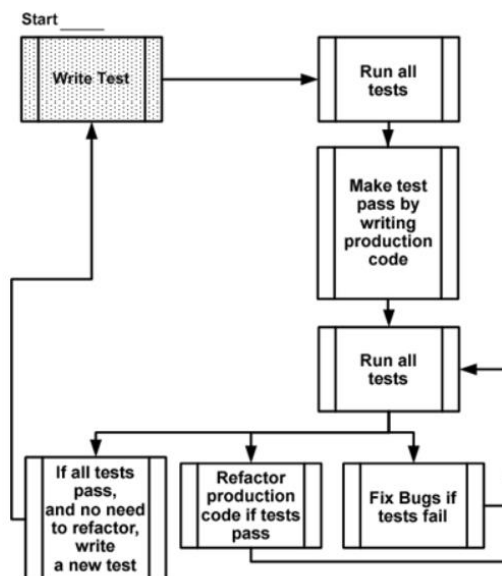 Start_____
Write Test
Run all
tests
Make test
pass by
writing
production
code
Run all
tests
If all tests
pass,
and no need
to refactor,
write
a new test
Refactor
production
code if tests
pass
Fix Bugs if
tests fail